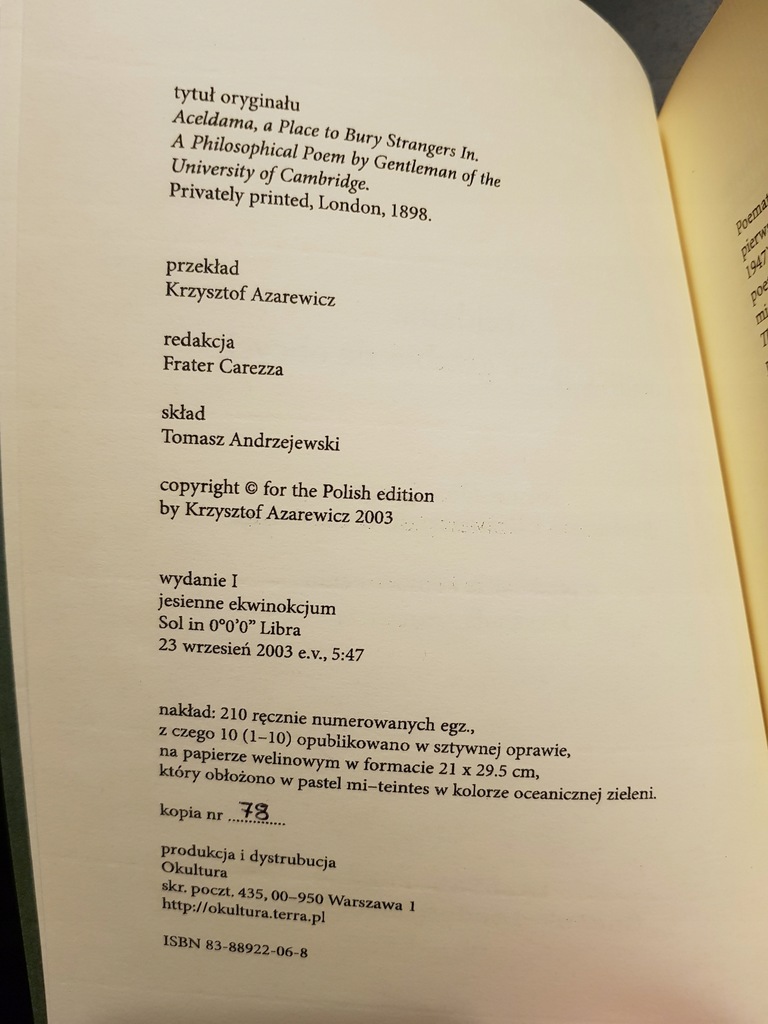 tytuł oryginału
Aceldama, a Place to Bury Strangers In.
A Philosophical Poem by Gentleman of the
University of Cambridge.
Privately printed, London, 1898.
przekład
Krzysztof Azarewicz
redakcja
Frater Carezza
skład
Tomasz Andrzejewski
copyright © for the Polish edition
by Krzysztof Azarewicz 2003
wydanie I
jesienne ekwinokcjum
Sol in 0°0'0” Libra
23 wrzesień 2003 e.v., 5:47
nakład: 210 ręcznie numerowanych egz.,
z czego 10 (1–10) opublikowano w sztywnej oprawie,
na papierze welinowym w formacie 21 x 29.5 cm,
który obłożono w pastel mi–teintes w kolorze oceanicznej zieleni.
kopia nr ...78...
produkcja i dystrubucja
Okultura
skr. poczt. 435, 00–950 Warszawa 1
http://okultura.terra.pl
ISBN 83-88922-06-8
1947